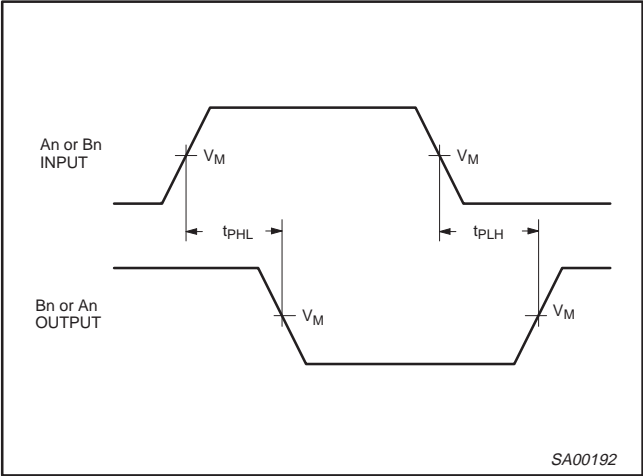 An or Bn
INPUT
VM
VM
tPHL
tPLH
Bn or An
OUTPUT
VM
VM
SA00192